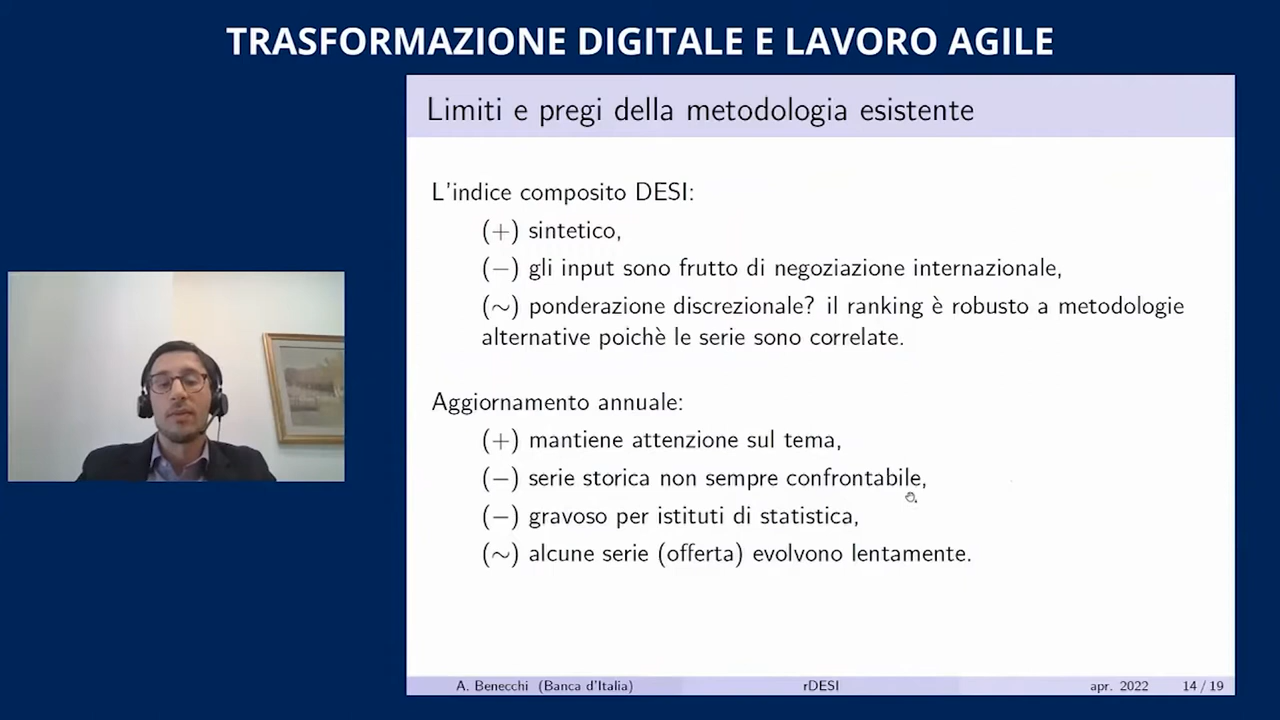 TRASFORMAZIONE DIGITALE E LAVORO AGILE
Limiti e pregi della metodologia esistente
L'indice composito DESI:
(+) sintetico,
(−) gli input sono frutto di negoziazione internazionale,
(∼) ponderazione discrezionale? il ranking è robusto a metodologie
alternative poichè le serie sono correlate.
Aggiornamento annuale:
(+) mantiene attenzione sul tema,
(−) serie storica non sempre confrontabile,
(−) gravoso per istituti di statistica,
(∼) alcune serie (offerta) evolvono lentamente.
A. Benecchi (Banca d'Italia) rDESI apr. 2022 14 / 19